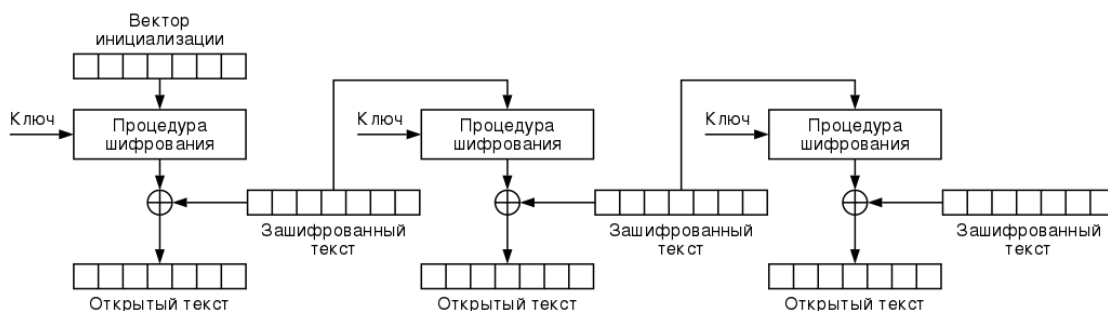 Вектор
инициализации
Ключ
Процедура
шифрования
Ключ
Процедура
шифрования
Ключ
Процедура
шифрования
Зашифрованный
текст
Зашифрованный
текст
Зашифрованный
текст
Открытый текст
Открытый текст
Открытый текст